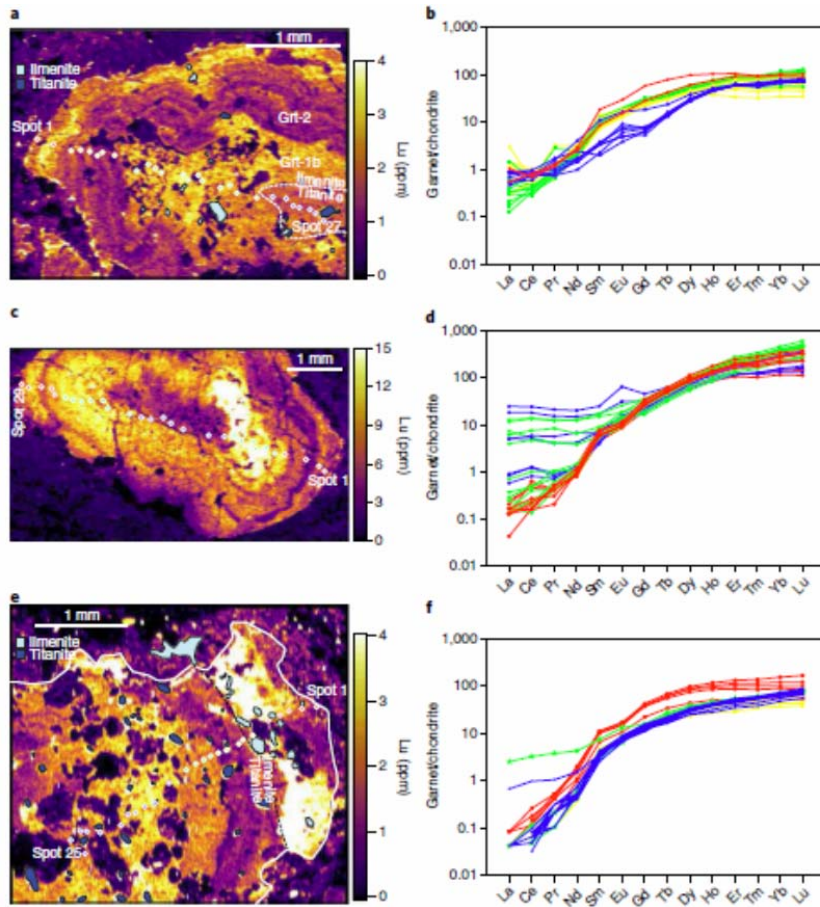 a
1 mm
Ilmenite
Titanite
Spot 1
Grt-2
Grt-1b
Ilmenite
Titanite
Spot 27
4
3
2
1
0
Lu (ppm)
b
1,000
100
10
1
0.1
0.01
Garnet/chondrite
La Ce Pr Nd Sm Eu Gd Tb Dy Ho Er Tm Yb Lu
c
1 mm
Spot 29
Spot 1
15
12
9
6
3
0
Lu (ppm)
d
1,000
100
10
1
0.1
0.01
Garnet/chondrite
La Ce Pr Nd Sm Eu Gd Tb Dy Ho Er Tm Yb Lu
e
1 mm
Ilmenite
Titanite
Spot 1
Ilmenite
Titanite
Spot 25
4
3
2
1
0
Lu (ppm)
f
1,000
100
10
1
0.1
0.01
Garnet/chondrite
La Ce Pr Nd Sm Eu Gd Tb Dy Ho Er Tm Yb Lu